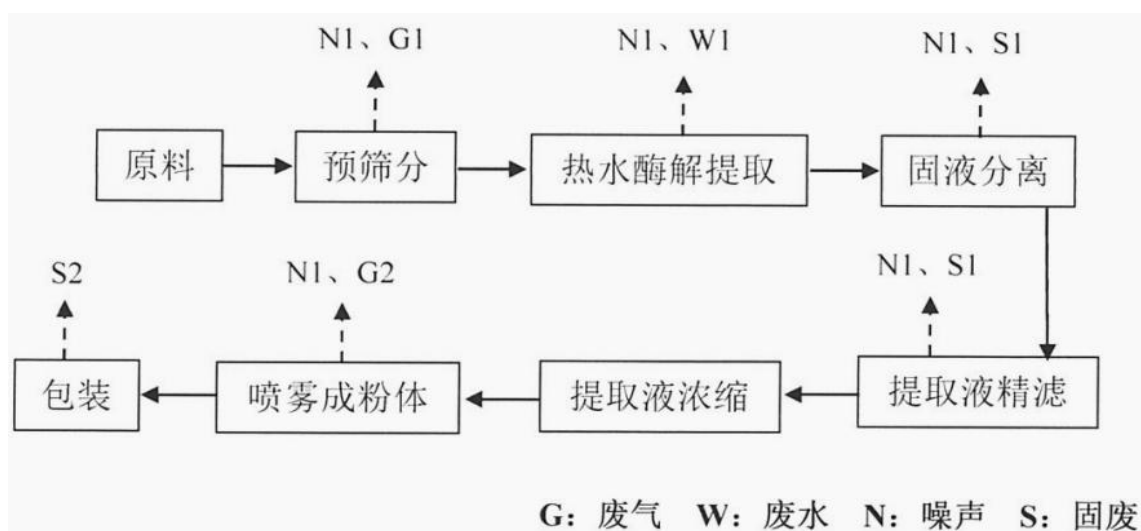 N1、G1
N1、W1
N1、S1
原料
预筛分
热水酶解提取
固液分离
S2
N1、G2
N1、S1
包装
喷雾成粉体
提取液浓缩
提取液精滤
G：废气 W：废水 N：噪声 S：固废